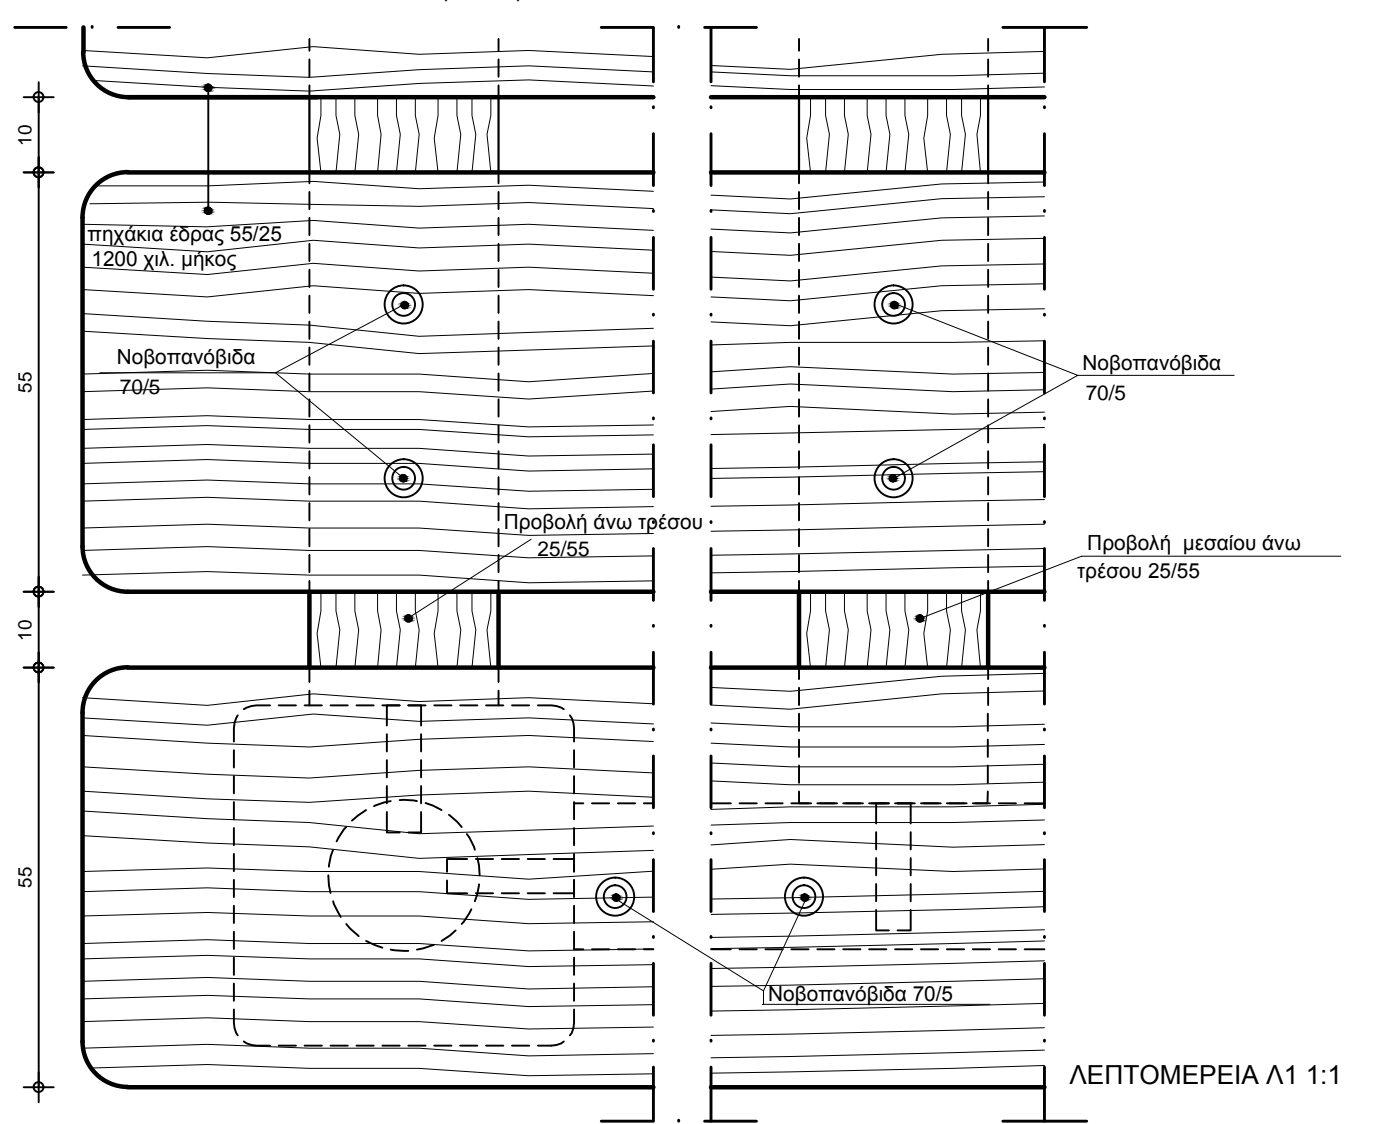 10
πηχάκια έδρας 55/25
1200 χιλ. μήκος
Νοβοπανόβιδα
70/5
Νοβοπανόβιδα
70/5
55
Προβολή άνω τρέσου
25/55
Προβολή μεσαίου άνω
τρέσου 25/55
10
55
Νοβοπανόβιδα 70/5
ΛΕΠΤΟΜΕΡΕΙΑ Λ1 1:1